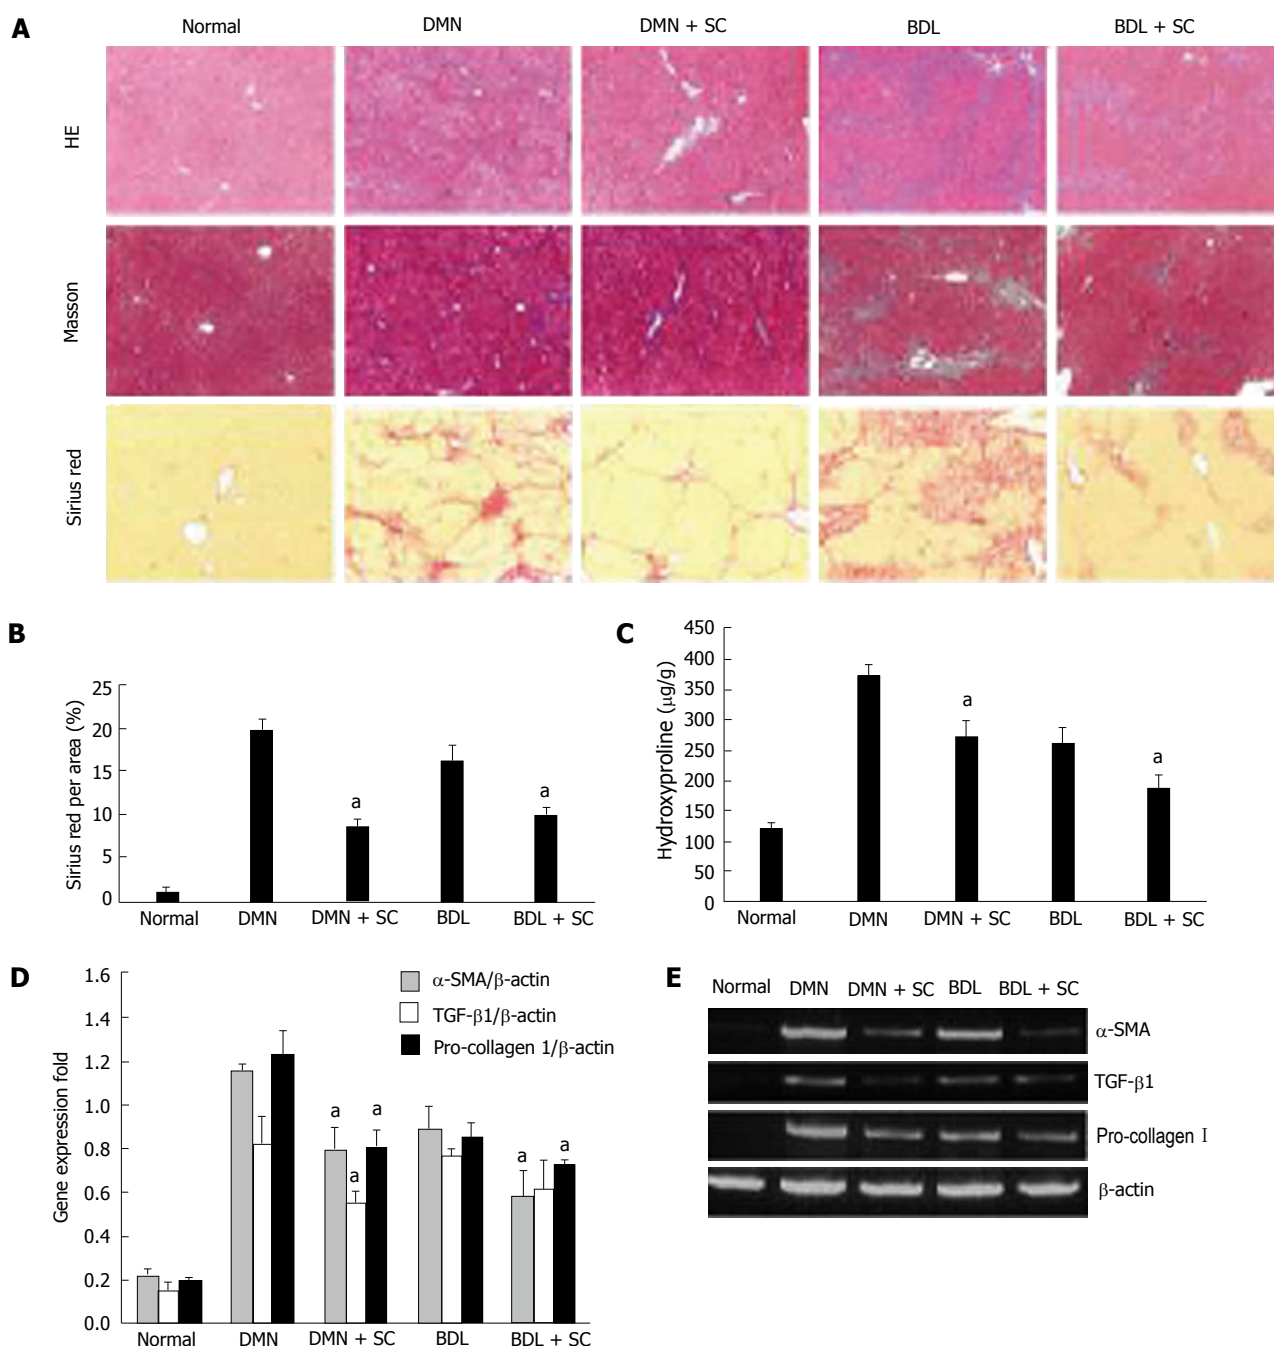 A
Normal DMN DMN + SC BDL BDL + SC
HE
Masson
Sirius red
B
Sirius red per area (%)
25
20
15
10
5
0
a
a
Normal DMN DMN + SC BDL BDL + SC
C
Hydroxyproline (μg/g)
450
400
350
300
250
200
150
100
50
0
a
a
Normal DMN DMN + SC BDL BDL + SC
D
Gene expression fold
1.6
1.4
1.2
1.0
0.8
0.6
0.4
0.2
0.0
α-SMA/β-actin
TGF-β1/β-actin
Pro-collagen 1/β-actin
a a
a
a a
Normal DMN DMN + SC BDL BDL + SC
E
Normal DMN DMN + SC BDL BDL + SC
α-SMA
TGF-β1
Pro-collagen Ⅰ
β-actin